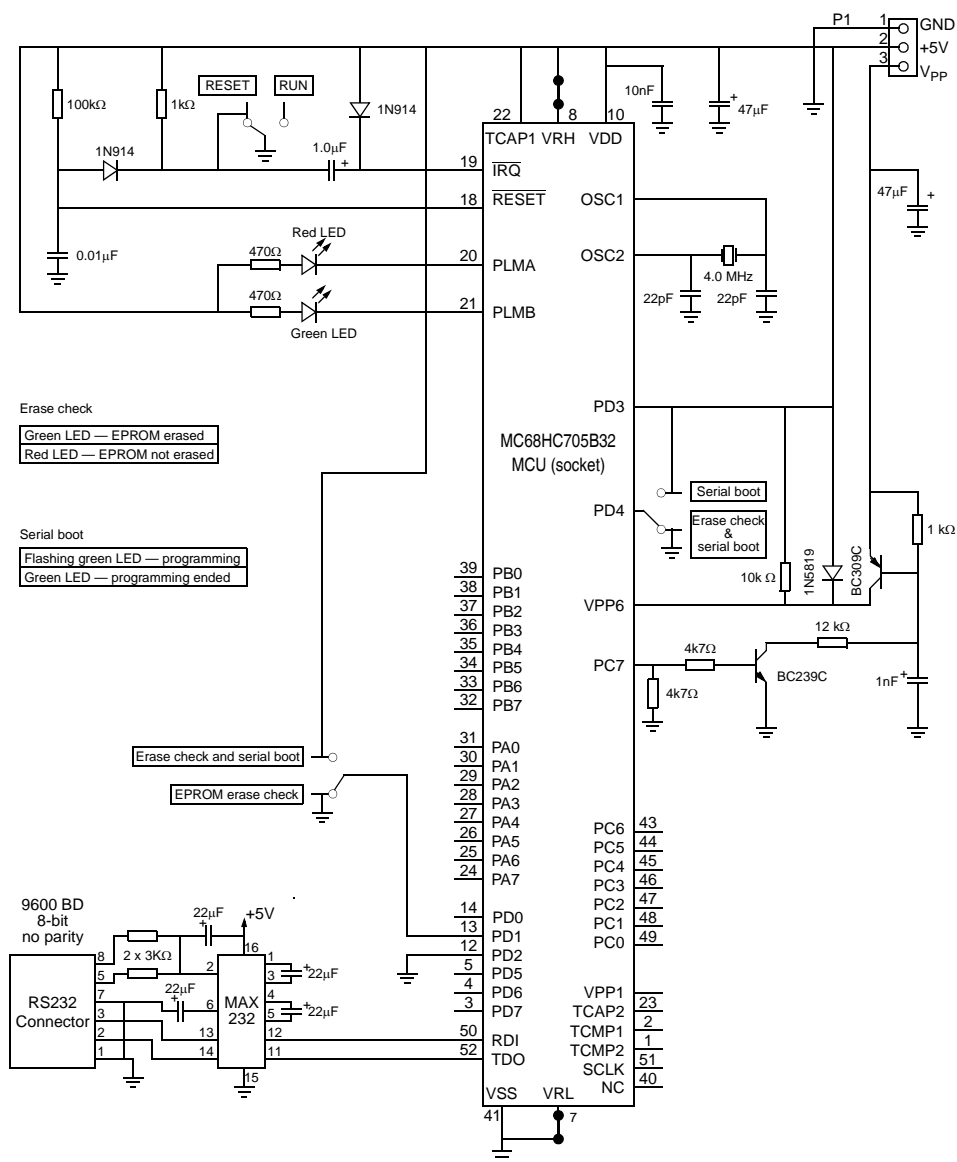 P1
1
GND
2
+5V
3
VPP
100kΩ
1kΩ
RESET
RUN
1N914
10nF
47µF
+
22
8
10
TCAP1
VRH
VDD
1N914
1.0µF
+
19
IRQ
47µF
+
18
RESET
OSC1
0.01µF
Red LED
470Ω
20
PLMA
OSC2
4.0 MHz
470Ω
21
PLMB
22pF
22pF
Green LED
Erase check
Green LED — EPROM erased
Red LED — EPROM not erased
PD3
MC68HC705B32
MCU (socket)
Serial boot
PD4
Erase check
&
serial boot
1 kΩ
Serial boot
Flashing green LED — programming
Green LED — programming ended
10k Ω
1N5819
BC309C
39
PB0
38
PB1
37
PB2
36
PB3
35
PB4
34
PB5
33
PB6
32
PB7
VPP6
12 kΩ
PC7
4k7Ω
BC239C
4k7Ω
1nF
+
31
PA0
30
PA1
29
PA2
28
PA3
27
PA4
26
PA5
25
PA6
24
PA7
Erase check and serial boot
EPROM erase check
PC6
43
PC5
44
PC4
45
PC3
46
PC2
47
PC1
48
PC0
49
14
PD0
13
PD1
12
PD2
5
PD5
4
PD6
3
PD7
9600 BD
8-bit
no parity
22µF
+
+5V
8
16
2 x 3KΩ
5
2
1
3
+
22µF
22µF
+
7
6
4
5
+
22µF
RS232
Connector
MAX
232
3
13
12
2
14
11
1
15
50
RDI
52
TDO
VPP1
TCAP2
23
TCMP1
2
TCMP2
1
SCLK
51
NC
40
VSS
VRL
41
7